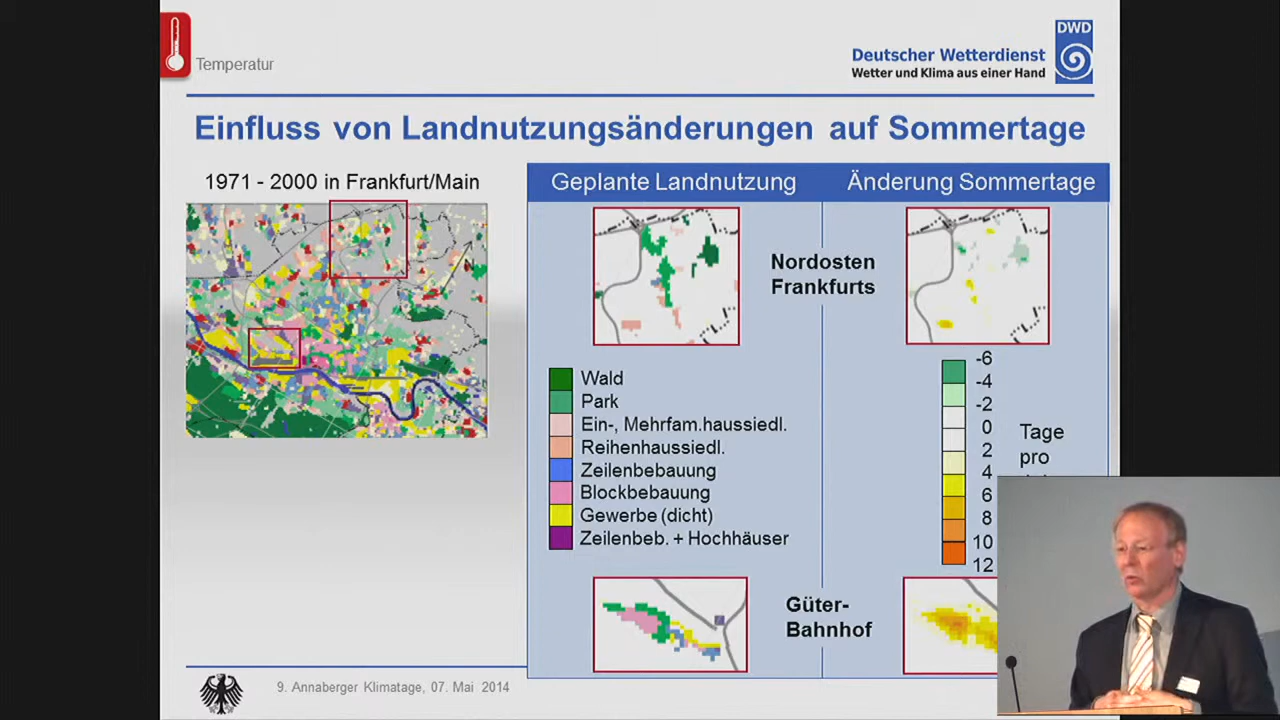 Temperatur
DWD
Deutscher Wetterdienst
Wetter und Klima aus einer Hand
Einfluss von Landnutzungsänderungen auf Sommertage
1971 - 2000 in Frankfurt/Main
Geplante Landnutzung
Änderung Sommertage
N
Nordosten
Frankfurts
Wald
Park
Ein-, Mehrfam.haussiedl.
Reihenhaussiedl.
Zeilenbebauung
Blockbebauung
Gewerbe (dicht)
Zeilenbeb. + Hochhäuser
-6
-4
-2
0
2
4
6
8
10
12
Tage
pro
Güter-
Bahnhof
9. Annaberger Klimatage, 07. Mai 2014